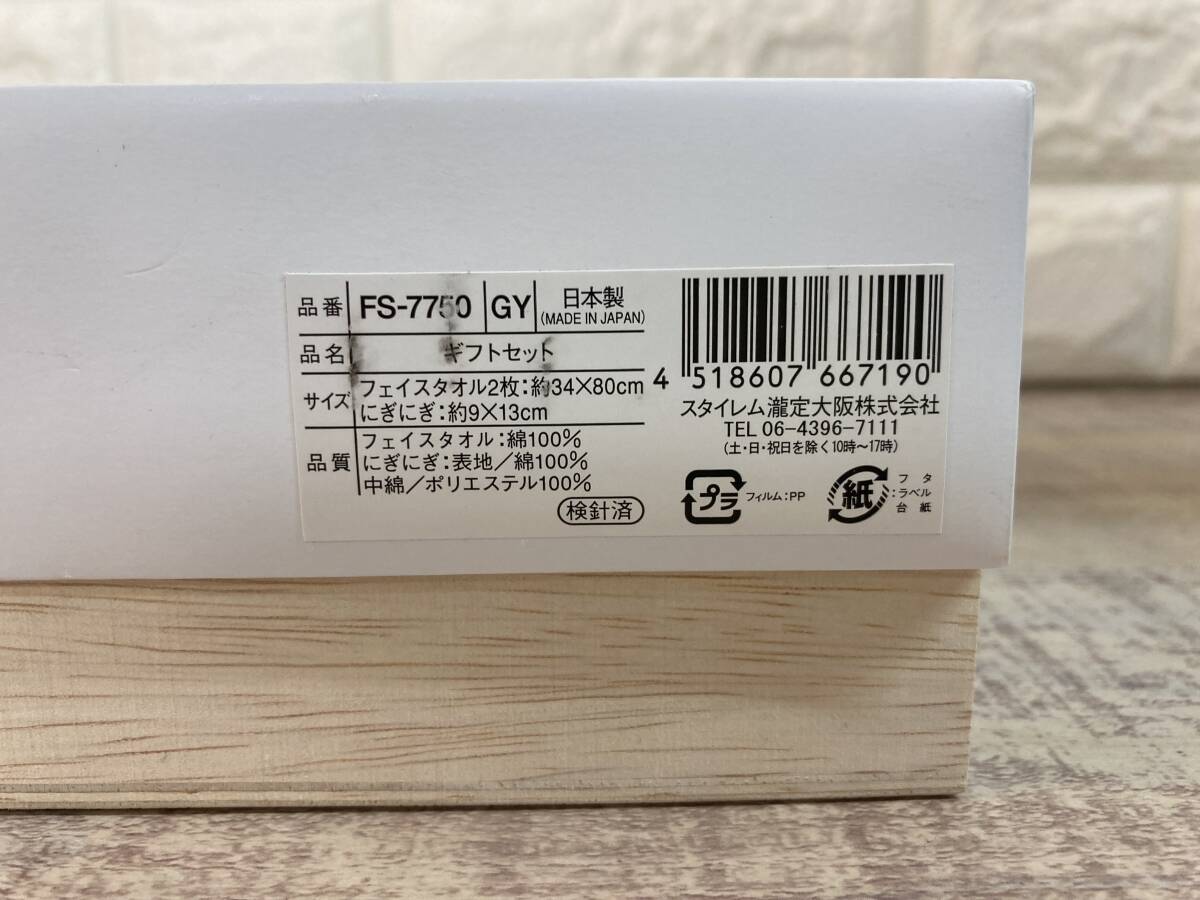 品番 FS-7750 GY 日本製
(MADE IN JAPAN)
品名 ギフトセット
サイズ フェイスタオル2枚：約34×80cm
にぎにぎ：約9×13cm
品質 フェイスタオル：綿100%
にぎにぎ：表地／綿100%
中綿／ポリエステル100%
検針済
4 518607 667190
スタイレム瀧定大阪株式会社
TEL 06-4396-7111
(土・日・祝日を除く10時〜17時)
プラ フィルム：PP
紙 フタ
：ラベル
台紙